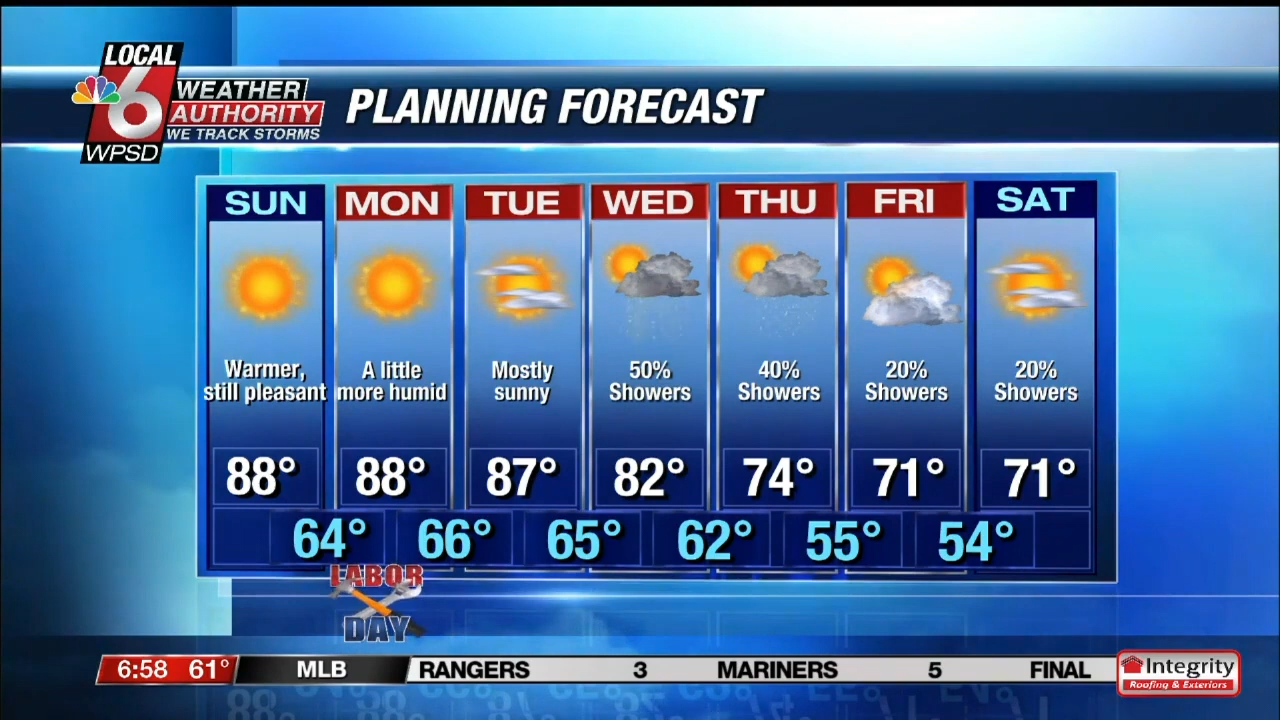 LOCAL
6
WEATHER
AUTHORITY
WE TRACK STORMS
WPSD
PLANNING FORECAST
SUN MON TUE WED THU FRI SAT
Warmer, A little Mostly 50% 40% 20% 20%
still pleasant more humid sunny Showers Showers Showers Showers
88° 88° 87° 82° 74° 71° 71°
64° 66° 65° 62° 55° 54°
LABOR
DAY
6:58 61° MLB RANGERS 3 MARINERS 5 FINAL
Integrity
Roofing & Exteriors